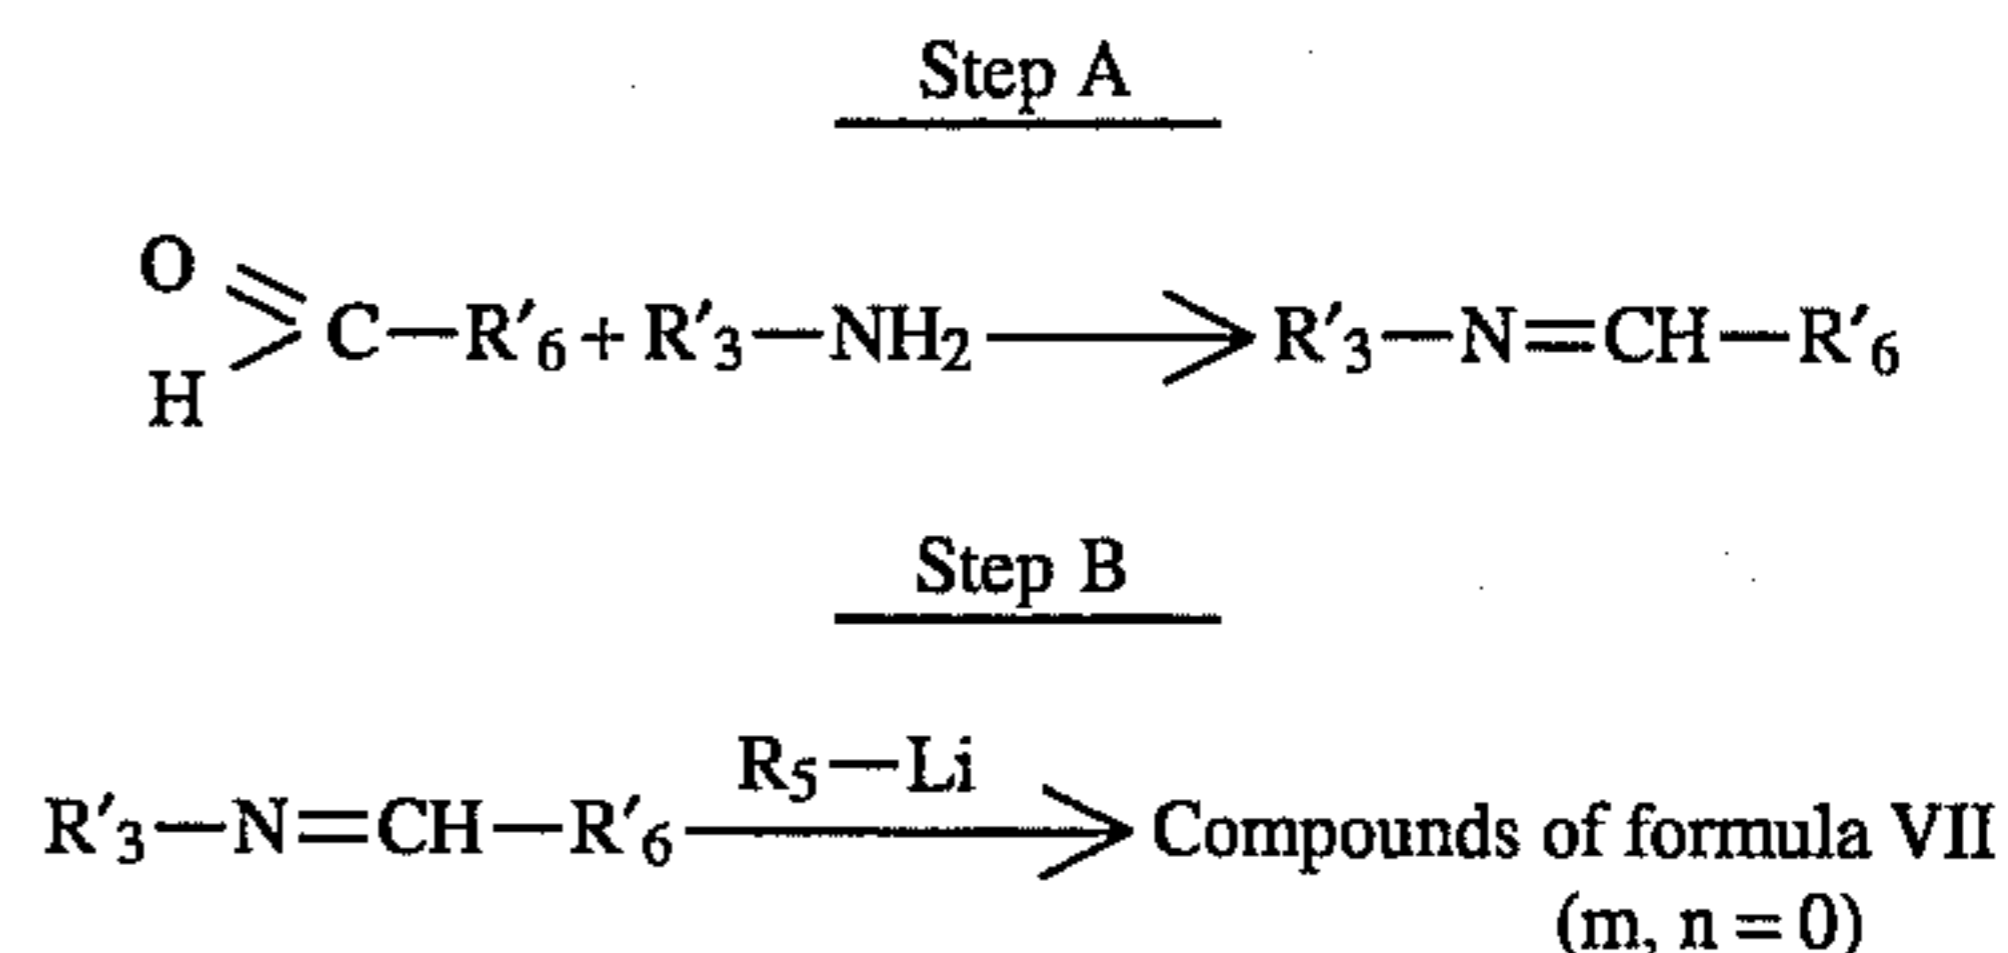 Step A
O
H
C—R′₆ + R′₃—NH₂ → R′₃—N=CH—R′₆
Step B
R₅—Li
R′₃—N=CH—R′₆ → Compounds of formula VII
(m, n = 0)